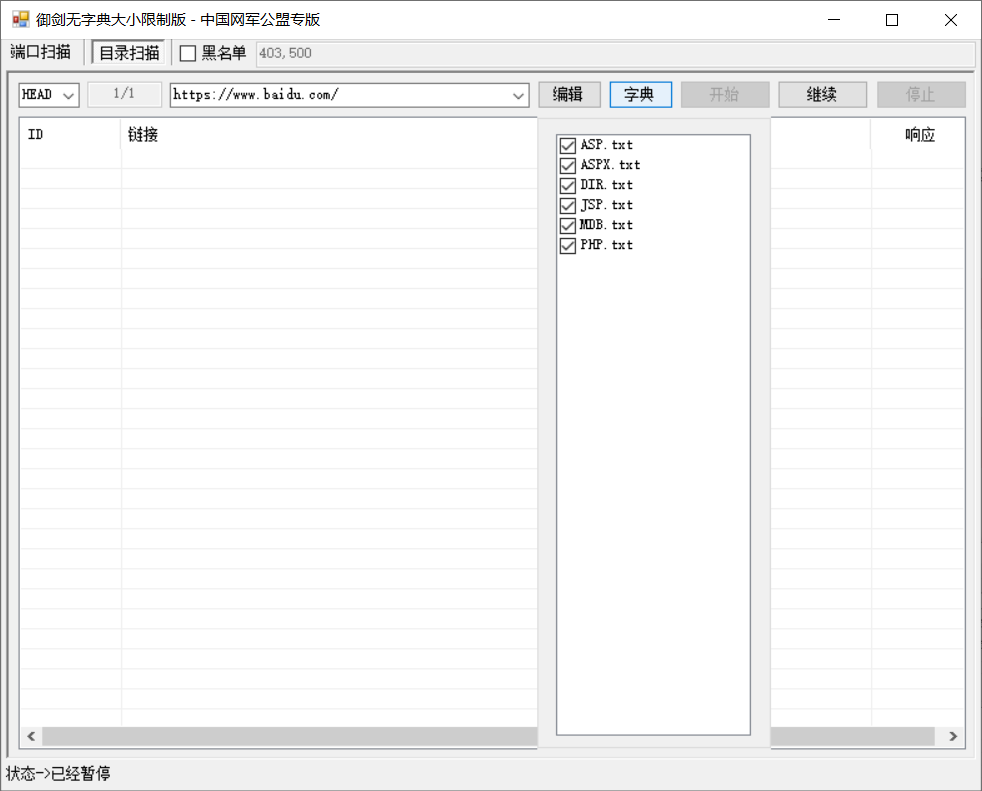 御剑无字典大小限制版 - 中国网军公盟专版
端口扫描 目录扫描 黑名单 403,500
HEAD 1/1 https://www.baidu.com/ 编辑 字典 开始 继续 停止
ID 链接 响应
ASP.txt
ASPX.txt
DIR.txt
JSP.txt
MDB.txt
PHP.txt
状态->已经暂停